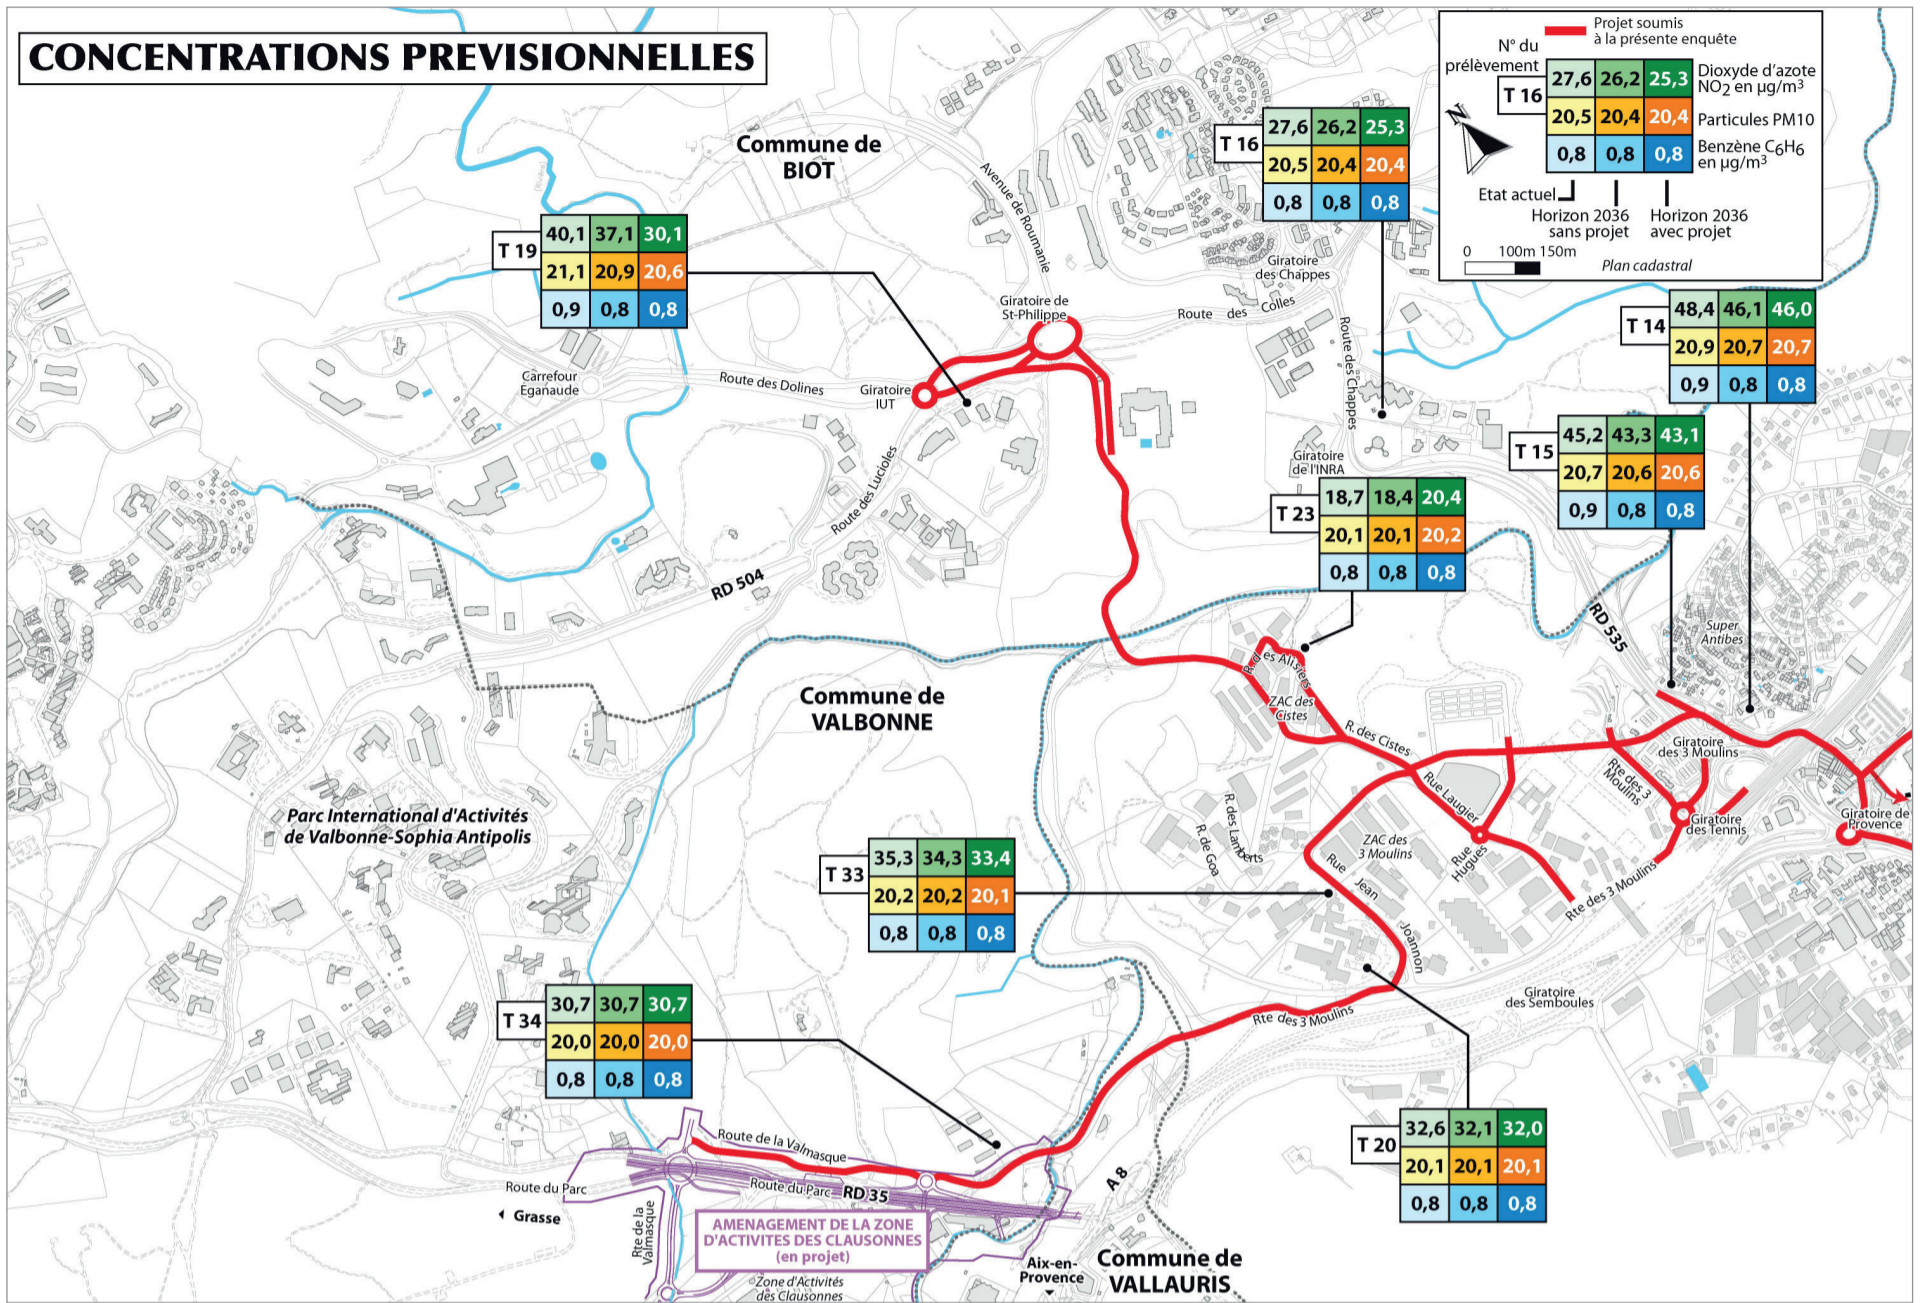 CONCENTRATIONS PREVISIONNELLES
Projet soumis
à la présente enquête
N° du
prélèvement
T 16
27,6 26,2 25,3
20,5 20,4 20,4
0,8 0,8 0,8
Dioxyde d'azote
NO2 en µg/m3
Particules PM10
Benzène C6H6
en µg/m3
N
Etat actuel
Horizon 2036
sans projet
Horizon 2036
avec projet
0 100m 150m
Plan cadastral
Commune de
BIOT
Avenue de Roumanie
T 16
27,6 26,2 25,3
20,5 20,4 20,4
0,8 0,8 0,8
T 19
40,1 37,1 30,1
21,1 20,9 20,6
0,9 0,8 0,8
Giratoire
des Chappes
Giratoire de
St-Philippe
Route des Colles
Route des Chappes
T 14
48,4 46,1 46,0
20,9 20,7 20,7
0,9 0,8 0,8
Carrefour
Eganaude
Route des Dolines
Giratoire
IUT
T 15
45,2 43,3 43,1
20,7 20,6 20,6
0,9 0,8 0,8
Giratoire
de l'INRA
Route des Lucioles
T 23
18,7 18,4 20,4
20,1 20,1 20,2
0,8 0,8 0,8
RD 504
RD 535
Super
Antibes
R. des Alisiers
ZAC des
Cistes
Commune de
VALBONNE
R. des Cistes
Giratoire
des 3 Moulins
Rte des 3
Moulins
Rue Laugier
Giratoire
des Tennis
Giratoire de
Provence
Parc International d'Activités
de Valbonne-Sophia Antipolis
R. des Lamberts
R. de Goa
ZAC des
3 Moulins
Rue
Hugues
Rue Jean Joannon
Rte des 3 Moulins
T 33
35,3 34,3 33,4
20,2 20,2 20,1
0,8 0,8 0,8
Giratoire
des Semboules
Rte des 3 Moulins
T 34
30,7 30,7 30,7
20,0 20,0 20,0
0,8 0,8 0,8
T 20
32,6 32,1 32,0
20,1 20,1 20,1
0,8 0,8 0,8
Route de la Valmasque
Route du Parc
Route du Parc
RD 35
A 8
Grasse
Rte de la
Valmasque
AMENAGEMENT DE LA ZONE
D'ACTIVITES DES CLAUSONNES
(en projet)
Zone d'Activités
des Clausonnes
Aix-en-
Provence
Commune de
VALLAURIS